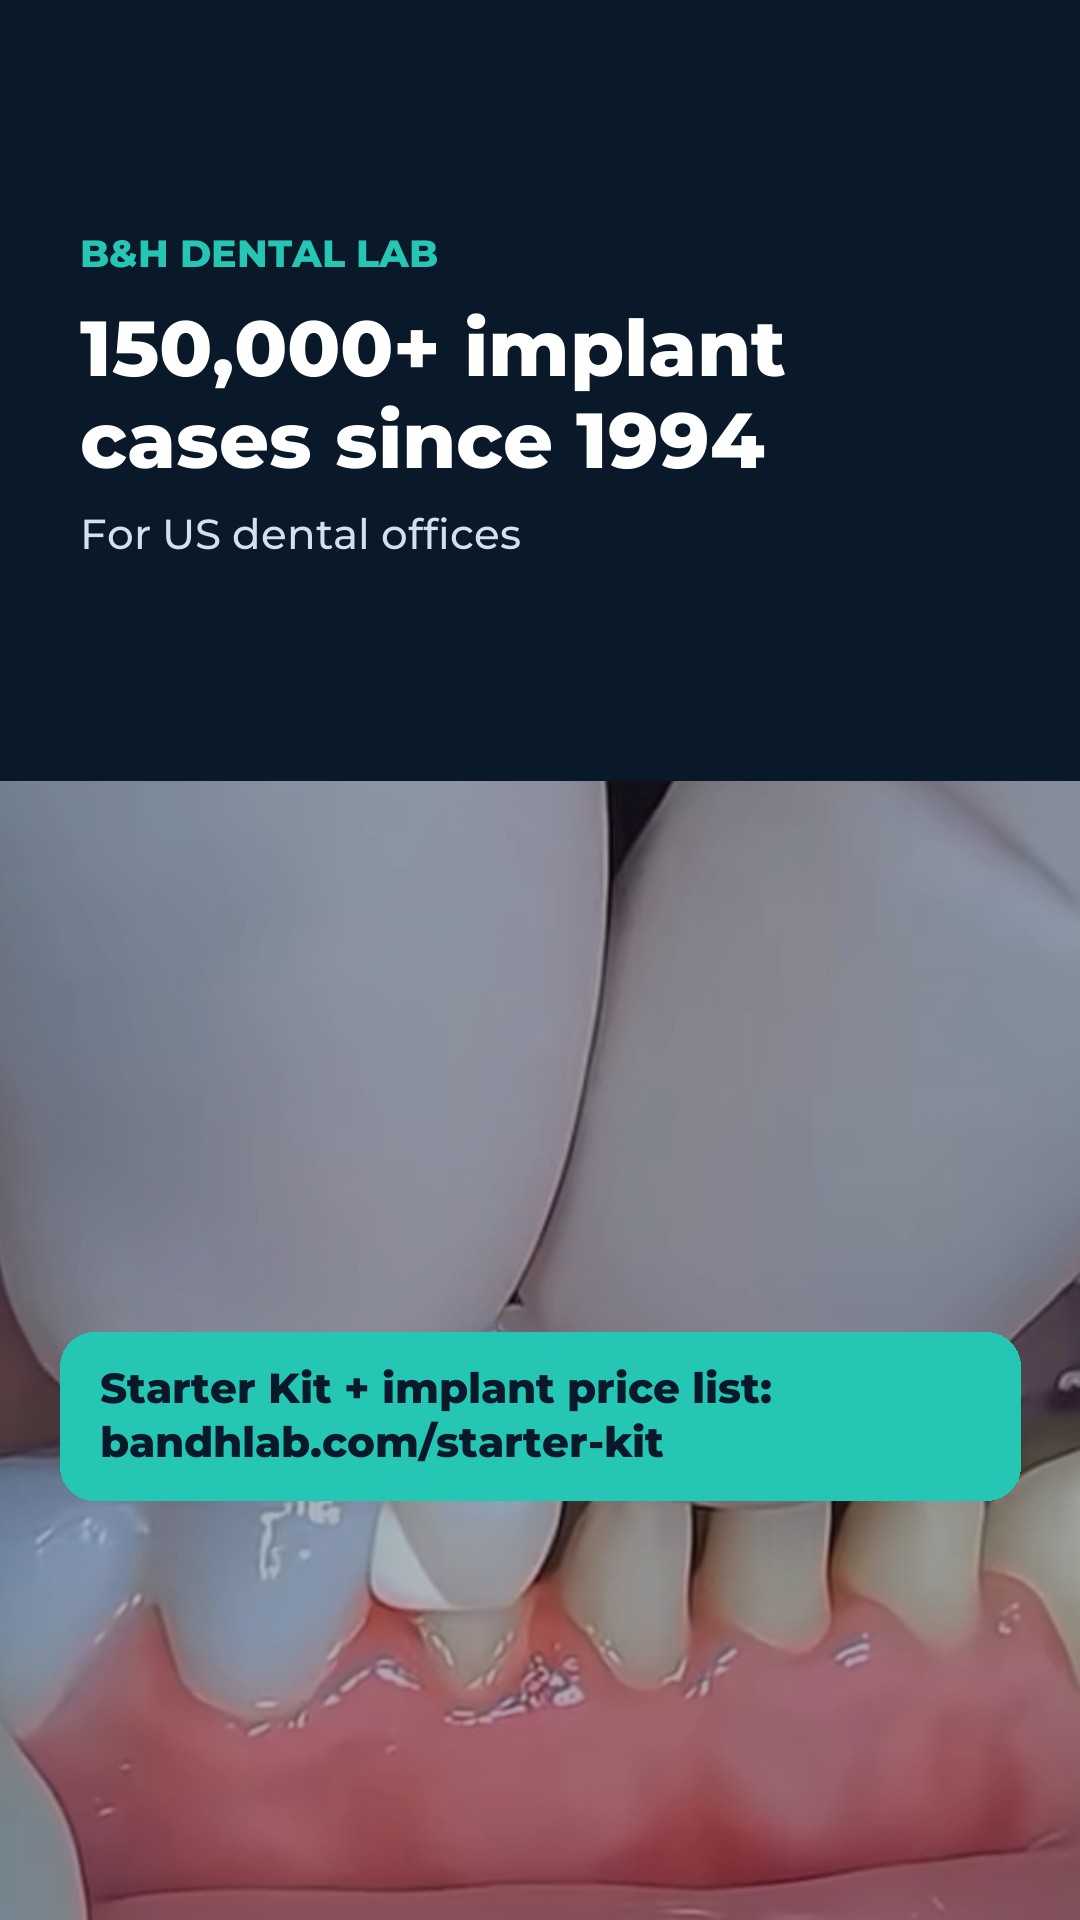 B&H DENTAL LAB
150,000+ implant
cases since 1994
For US dental offices
Starter Kit + implant price list:
bandhlab.com/starter-kit